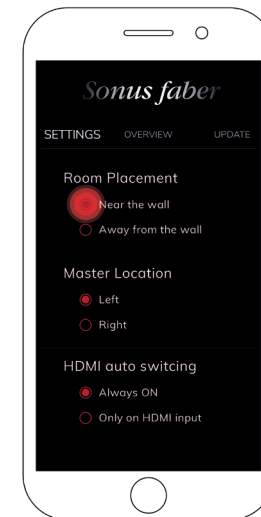 Sonus faber
SETTINGS OVERVIEW UPDATE
Room Placement
Near the wall
Away from the wall
Master Location
Left
Right
HDMI auto switcing
Always ON
Only on HDMI input